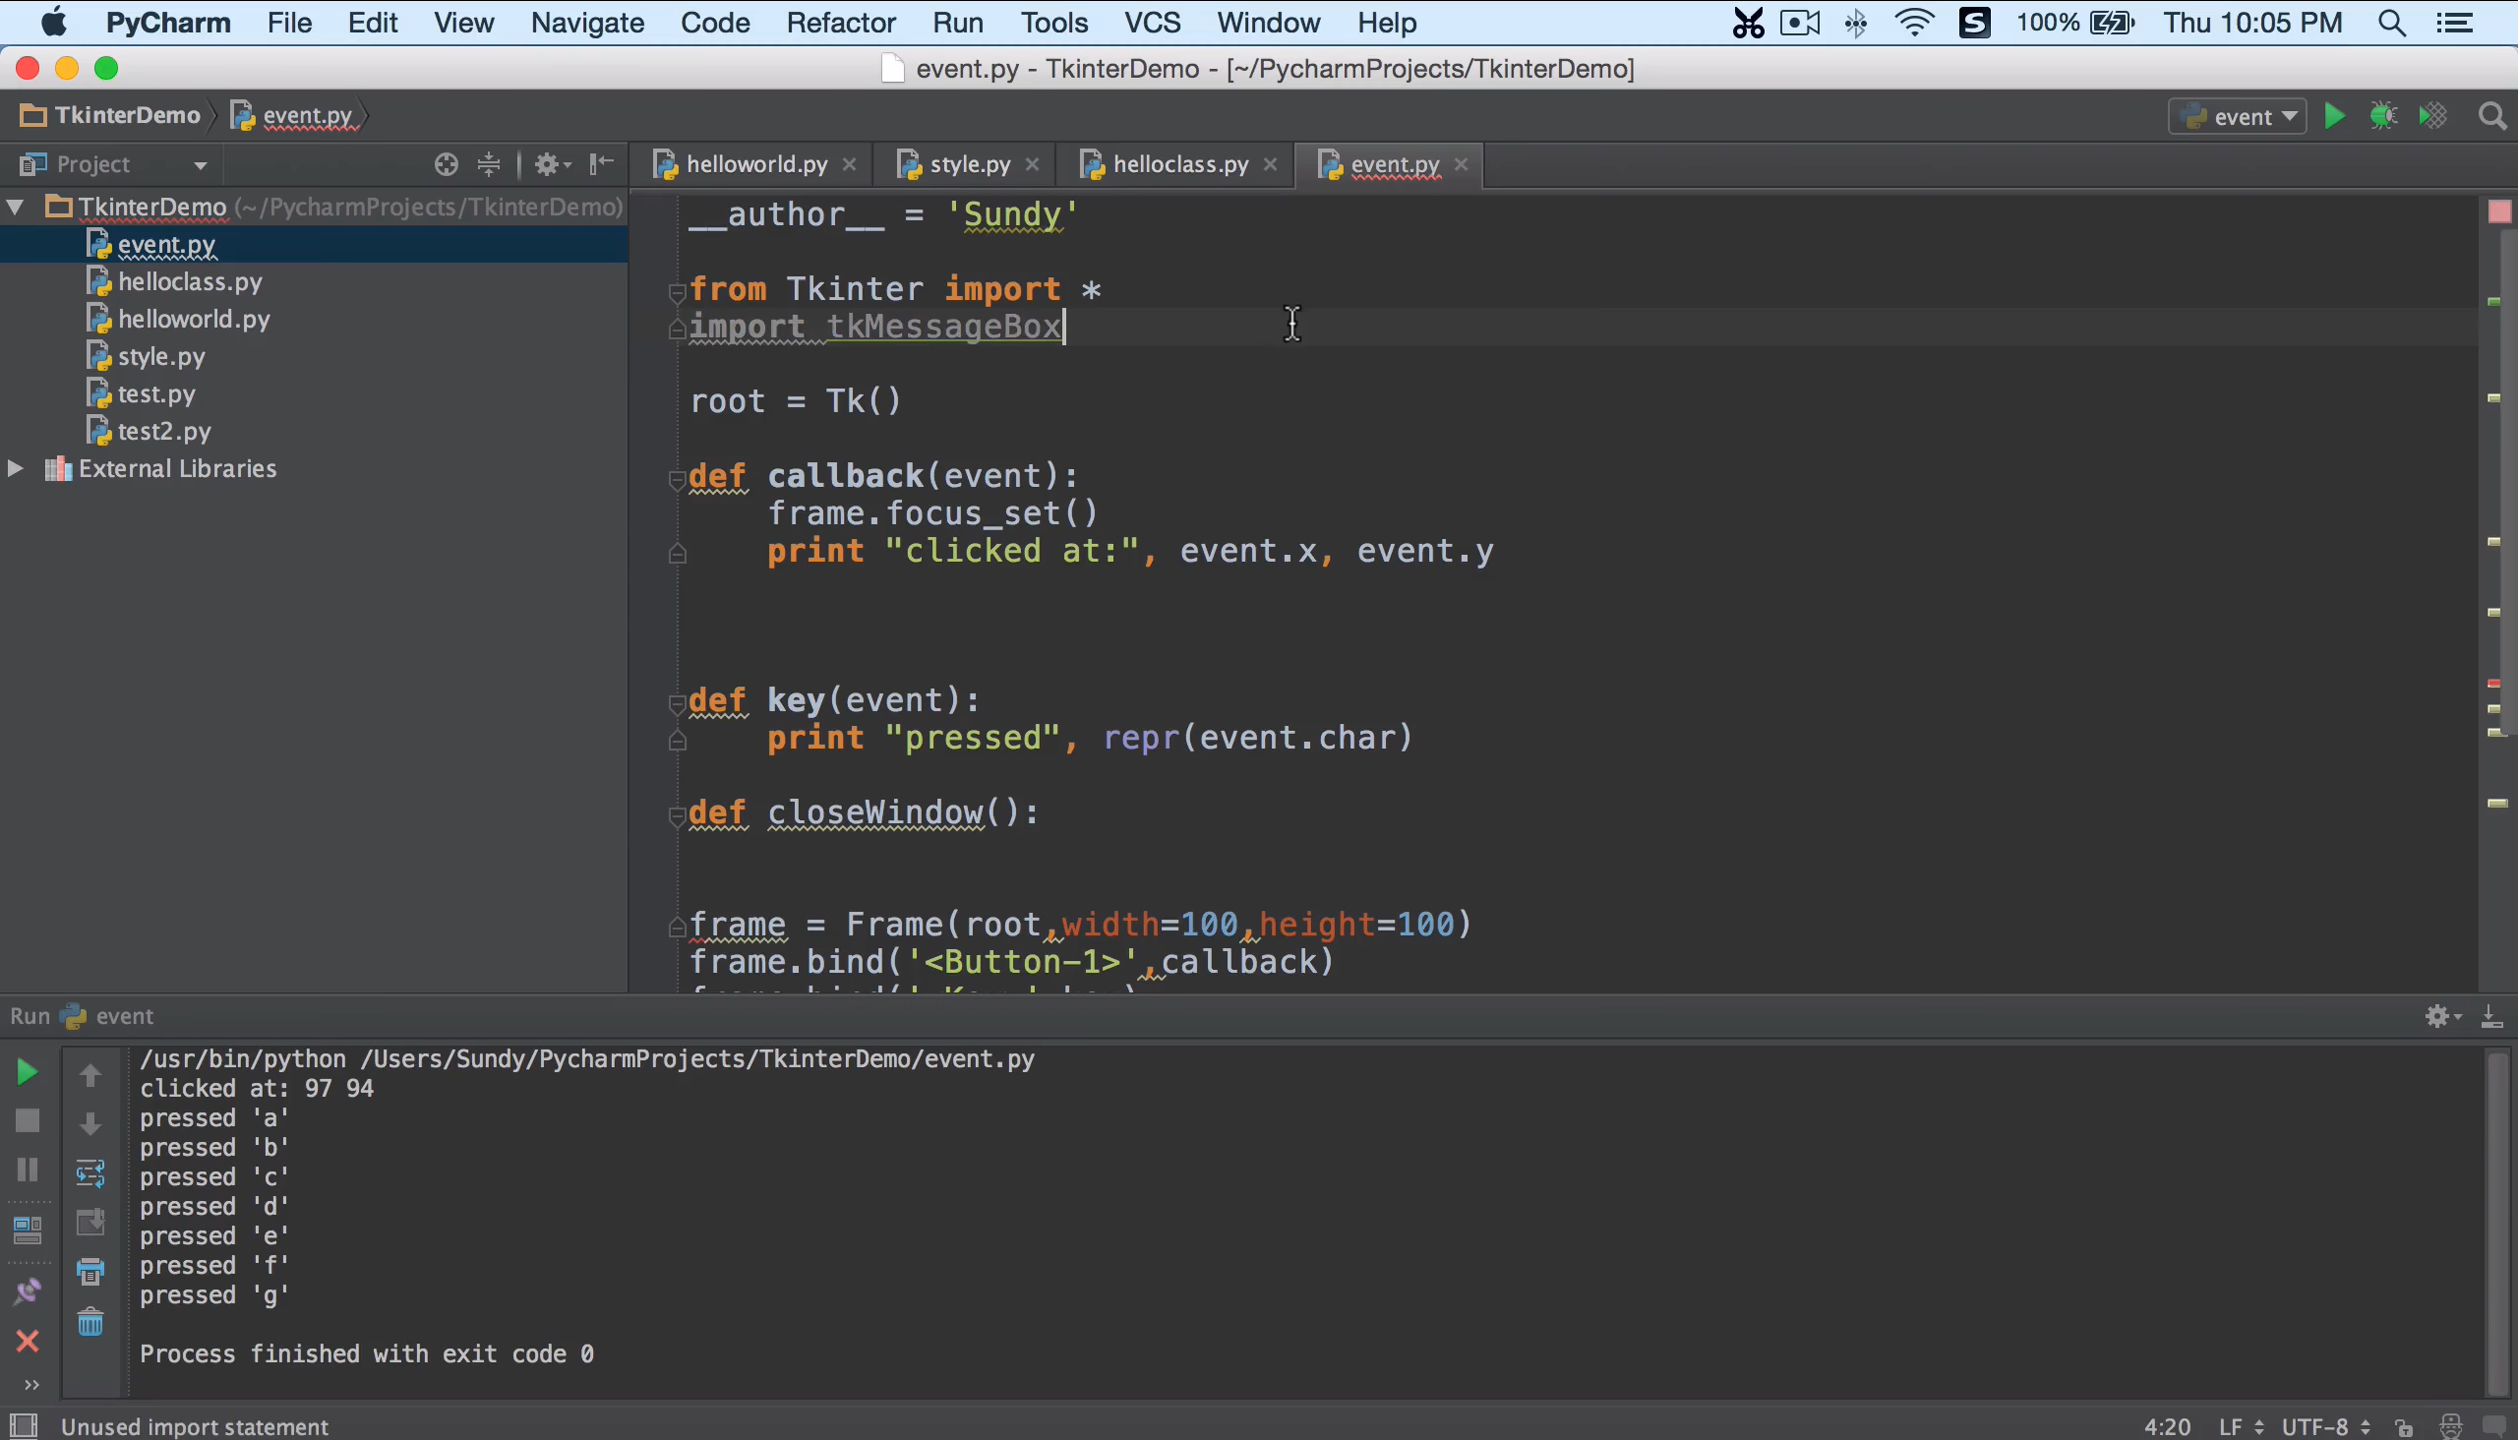 PyCharm File Edit View Navigate Code Refactor Run Tools VCS Window Help 100% Thu 10:05 PM
event.py - TkinterDemo - [~/PycharmProjects/TkinterDemo]
TkinterDemo event.py event
Project helloworld.py style.py helloclass.py event.py
TkinterDemo (~/PycharmProjects/TkinterDemo)
event.py
helloclass.py
helloworld.py
style.py
test.py
test2.py
External Libraries
__author__ = 'Sundy'
from Tkinter import *
import tkMessageBox
root = Tk()
def callback(event):
frame.focus_set()
print "clicked at:", event.x, event.y
def key(event):
print "pressed", repr(event.char)
def closeWindow():
frame = Frame(root,width=100,height=100)
frame.bind('<Button-1>',callback)
Run event
/usr/bin/python /Users/Sundy/PycharmProjects/TkinterDemo/event.py
clicked at: 97 94
pressed 'a'
pressed 'b'
pressed 'c'
pressed 'd'
pressed 'e'
pressed 'f'
pressed 'g'
Process finished with exit code 0
Unused import statement 4:20 LF UTF-8